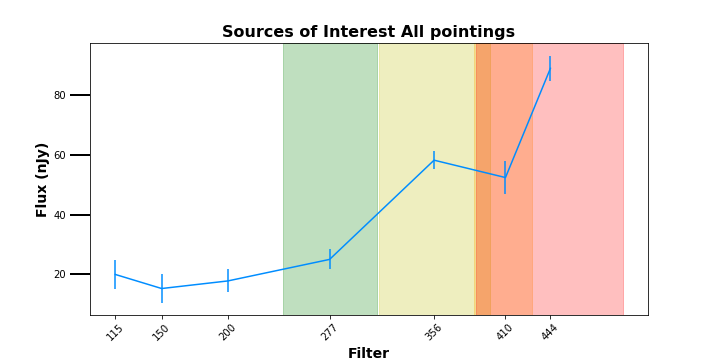 Sources of Interest All pointings
Flux (nJy)
80
60
40
20
115 150 200 277 356 410 444
Filter